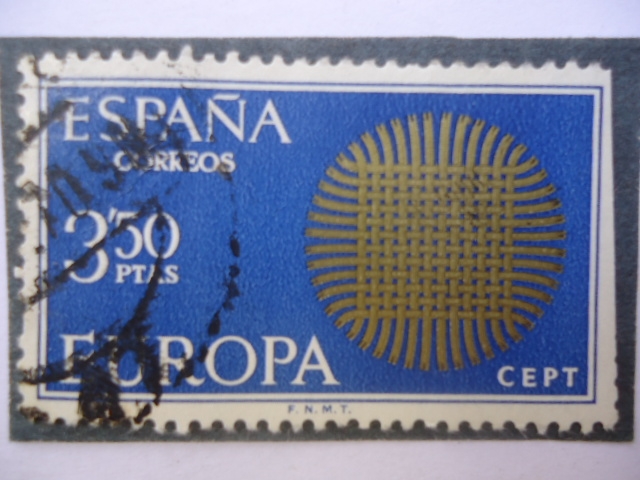 ESPAÑA
CORREOS
3'50
PTAS
EUROPA
CEPT
F. N. M. T.